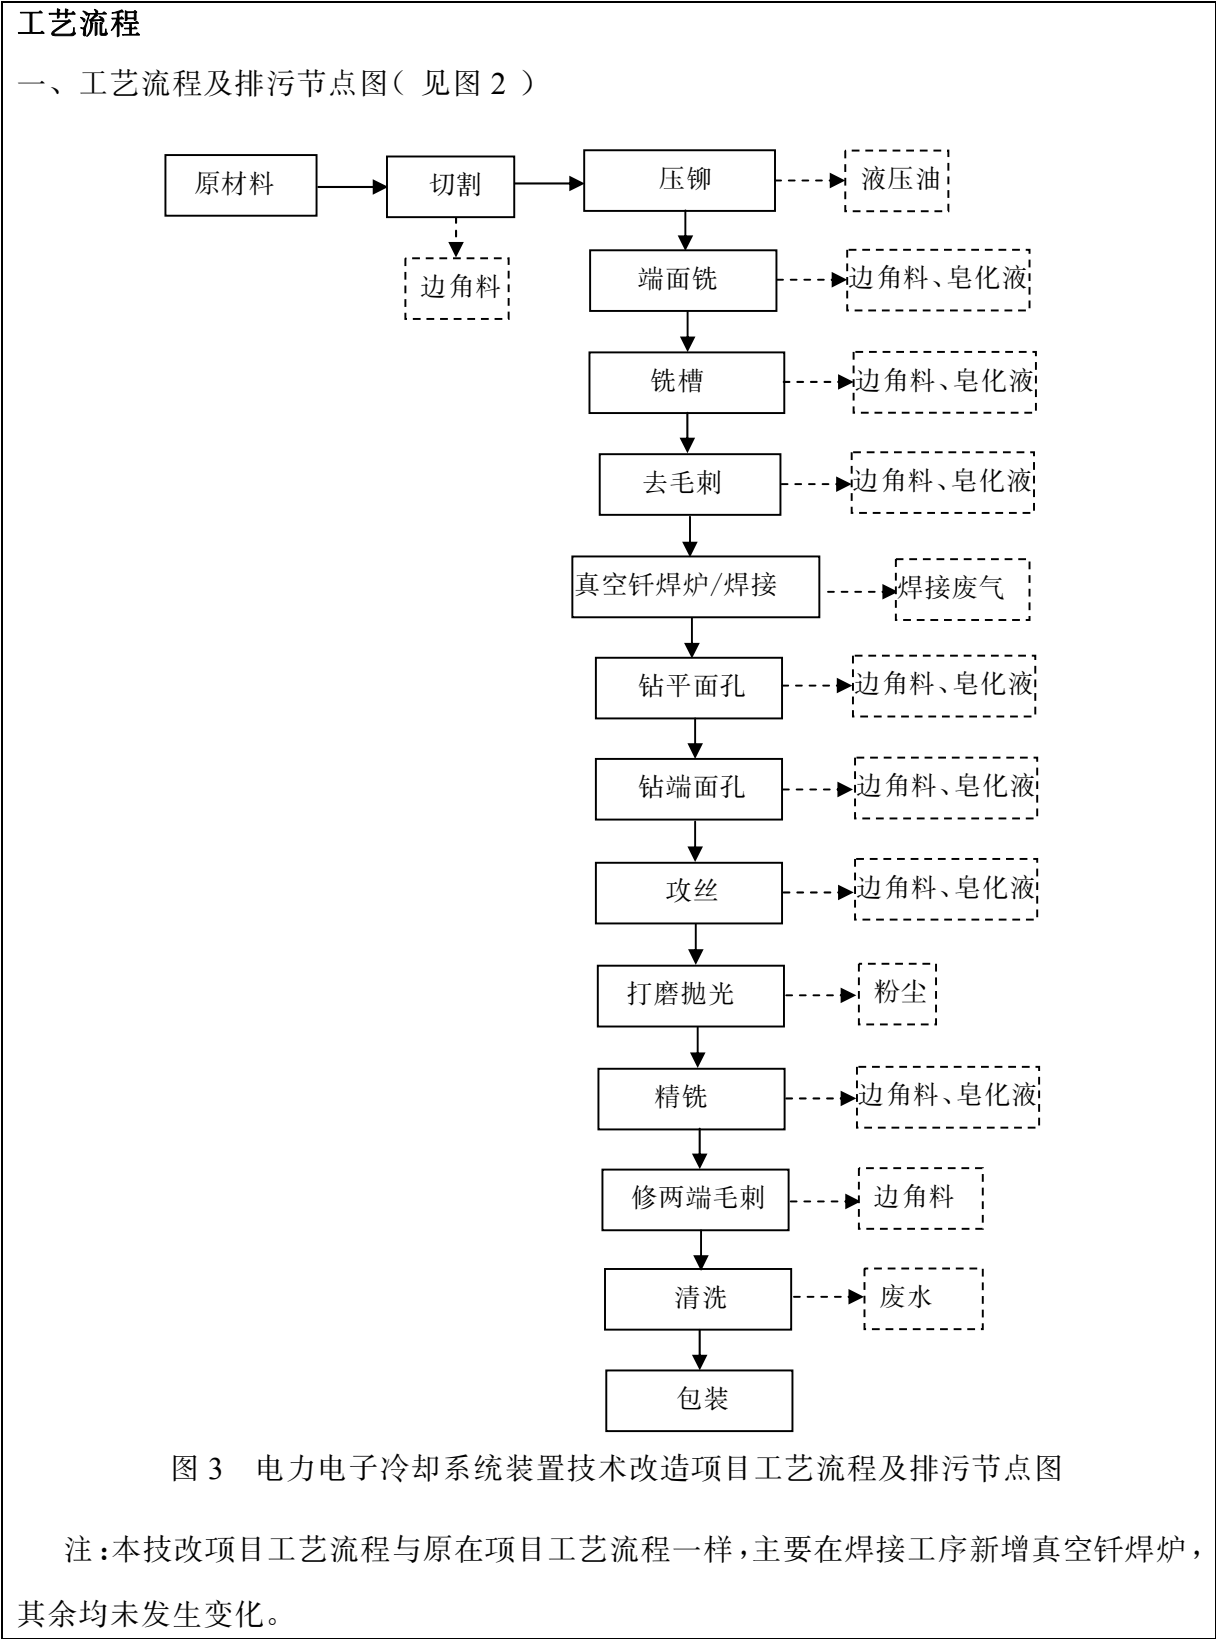 工艺流程
一、工艺流程及排污节点图（ 见图 2 ）
原材料
切割
压铆
液压油
边角料
端面铣
边角料、皂化液
铣槽
边角料、皂化液
去毛刺
边角料、皂化液
真空钎焊炉/焊接
焊接废气
钻平面孔
边角料、皂化液
钻端面孔
边角料、皂化液
攻丝
边角料、皂化液
打磨抛光
粉尘
精铣
边角料、皂化液
修两端毛刺
边角料
清洗
废水
包装
图 3 电力电子冷却系统装置技术改造项目工艺流程及排污节点图
注：本技改项目工艺流程与原在项目工艺流程一样，主要在焊接工序新增真空钎焊炉，
其余均未发生变化。